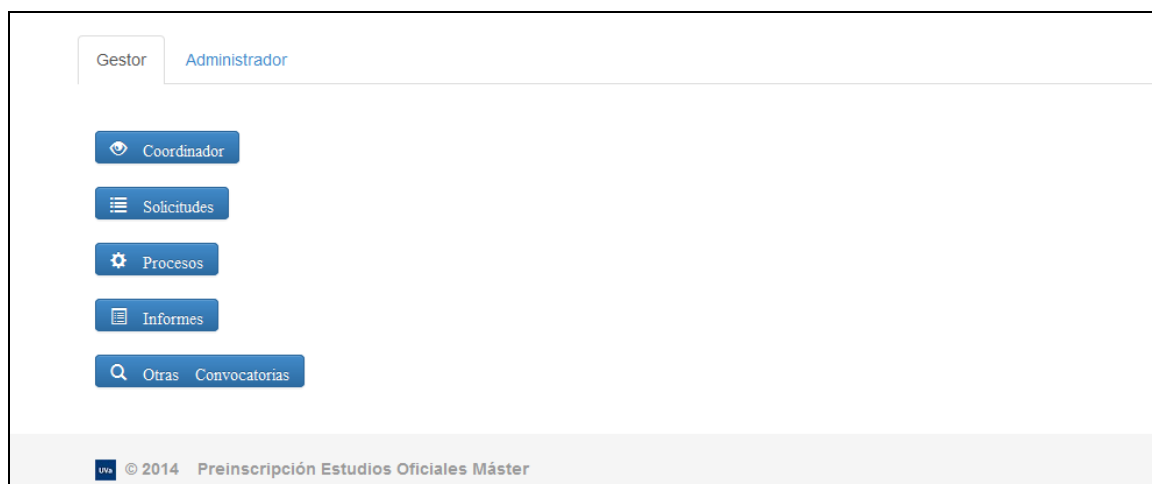 Gestor Administrador
Coordinador
Solicitudes
Procesos
Informes
Otras Convocatorias
UVa © 2014 Preinscripción Estudios Oficiales Máster